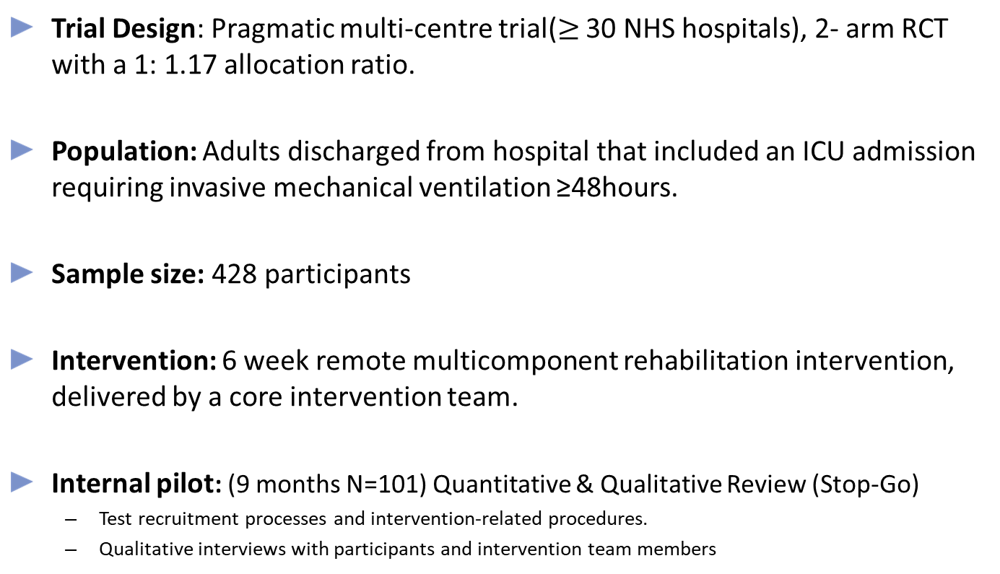 Trial Design: Pragmatic multi-centre trial(≥ 30 NHS hospitals), 2- arm RCT
with a 1: 1.17 allocation ratio.
Population: Adults discharged from hospital that included an ICU admission
requiring invasive mechanical ventilation ≥48hours.
Sample size: 428 participants
Intervention: 6 week remote multicomponent rehabilitation intervention,
delivered by a core intervention team.
Internal pilot: (9 months N=101) Quantitative & Qualitative Review (Stop-Go)
– Test recruitment processes and intervention-related procedures.
– Qualitative interviews with participants and intervention team members